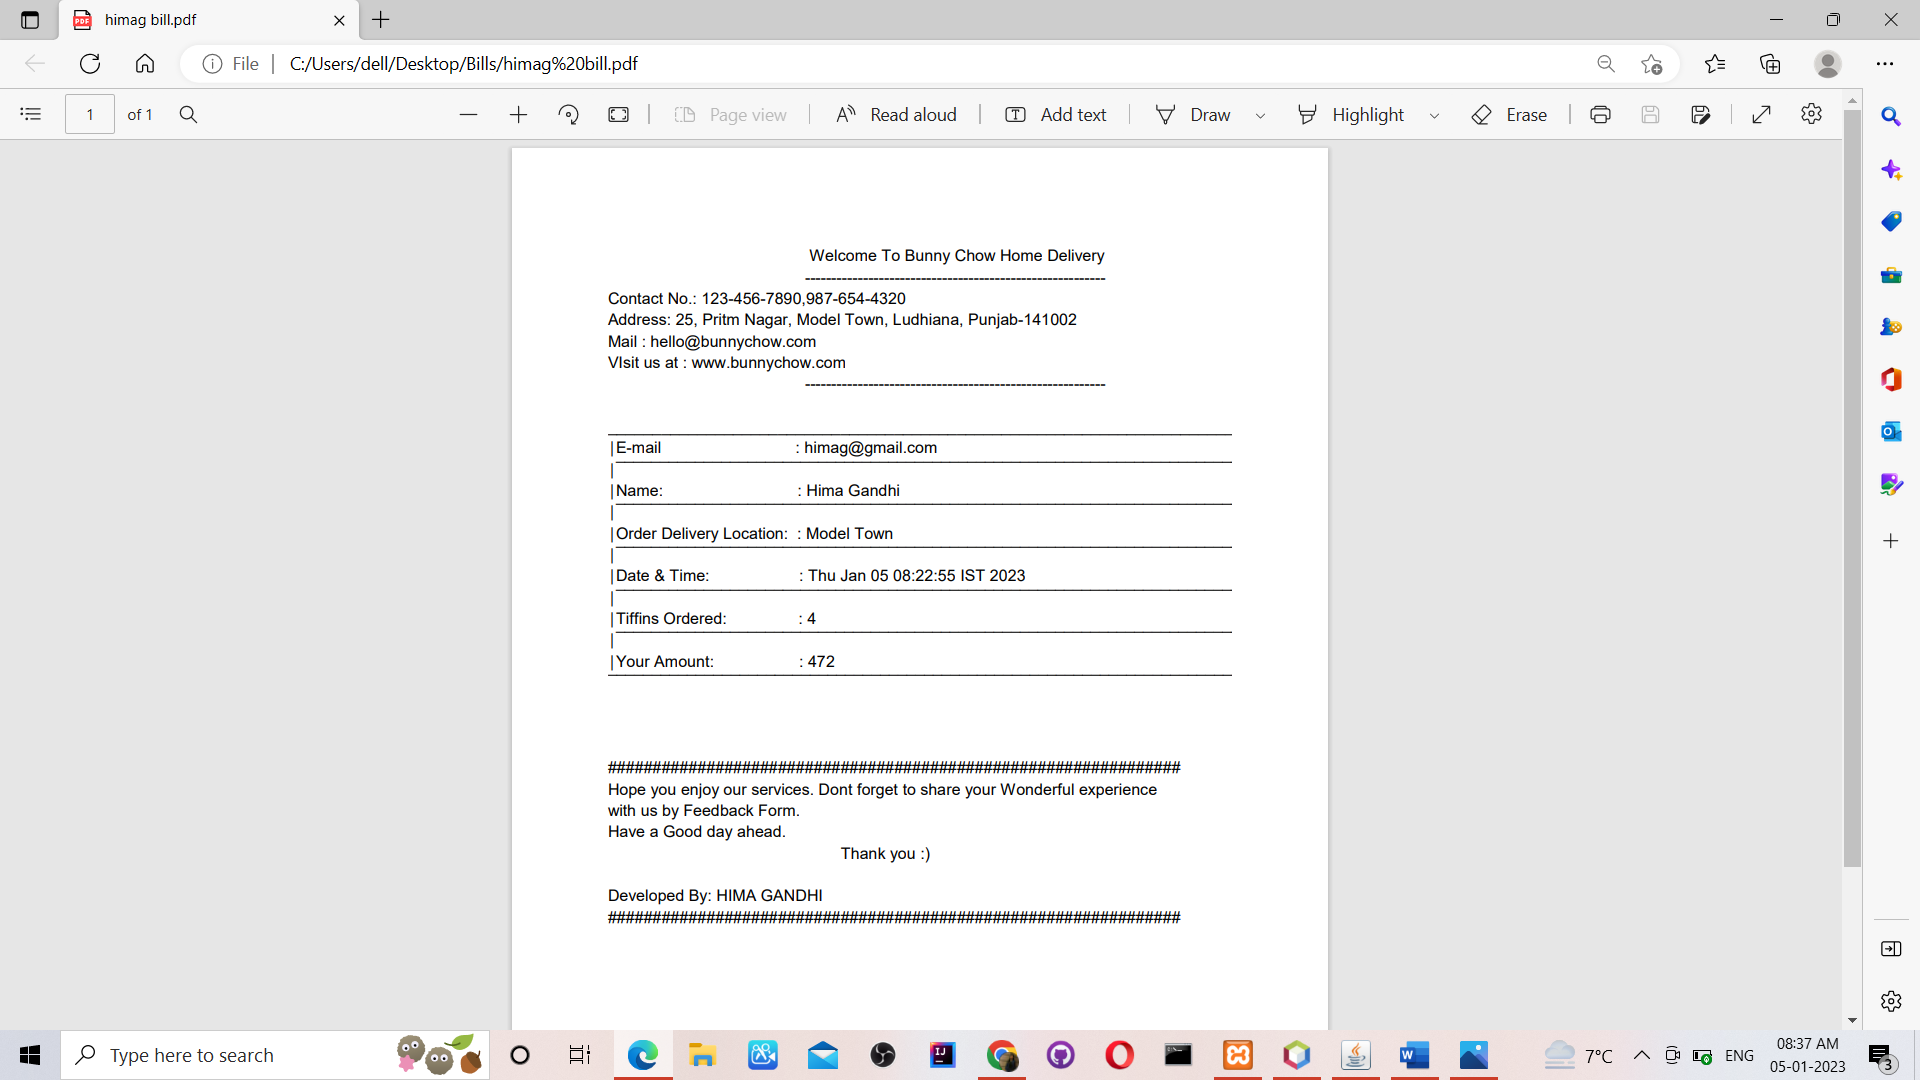 himag bill.pdf
File | C:/Users/dell/Desktop/Bills/himag%20bill.pdf
1 of 1 Page view Read aloud Add text Draw Highlight Erase
Welcome To Bunny Chow Home Delivery
---------------------------------------------------------
Contact No.: 123-456-7890,987-654-4320
Address: 25, Pritm Nagar, Model Town, Ludhiana, Punjab-141002
Mail : hello@bunnychow.com
VIsit us at : www.bunnychow.com
---------------------------------------------------------
|E-mail : himag@gmail.com
|Name: : Hima Gandhi
|Order Delivery Location: : Model Town
|Date & Time: : Thu Jan 05 08:22:55 IST 2023
|Tiffins Ordered: : 4
|Your Amount: : 472
################################################################
Hope you enjoy our services. Dont forget to share your Wonderful experience
with us by Feedback Form.
Have a Good day ahead.
Thank you :)
Developed By: HIMA GANDHI
################################################################
Type here to search
7°C ENG 08:37 AM
05-01-2023
3